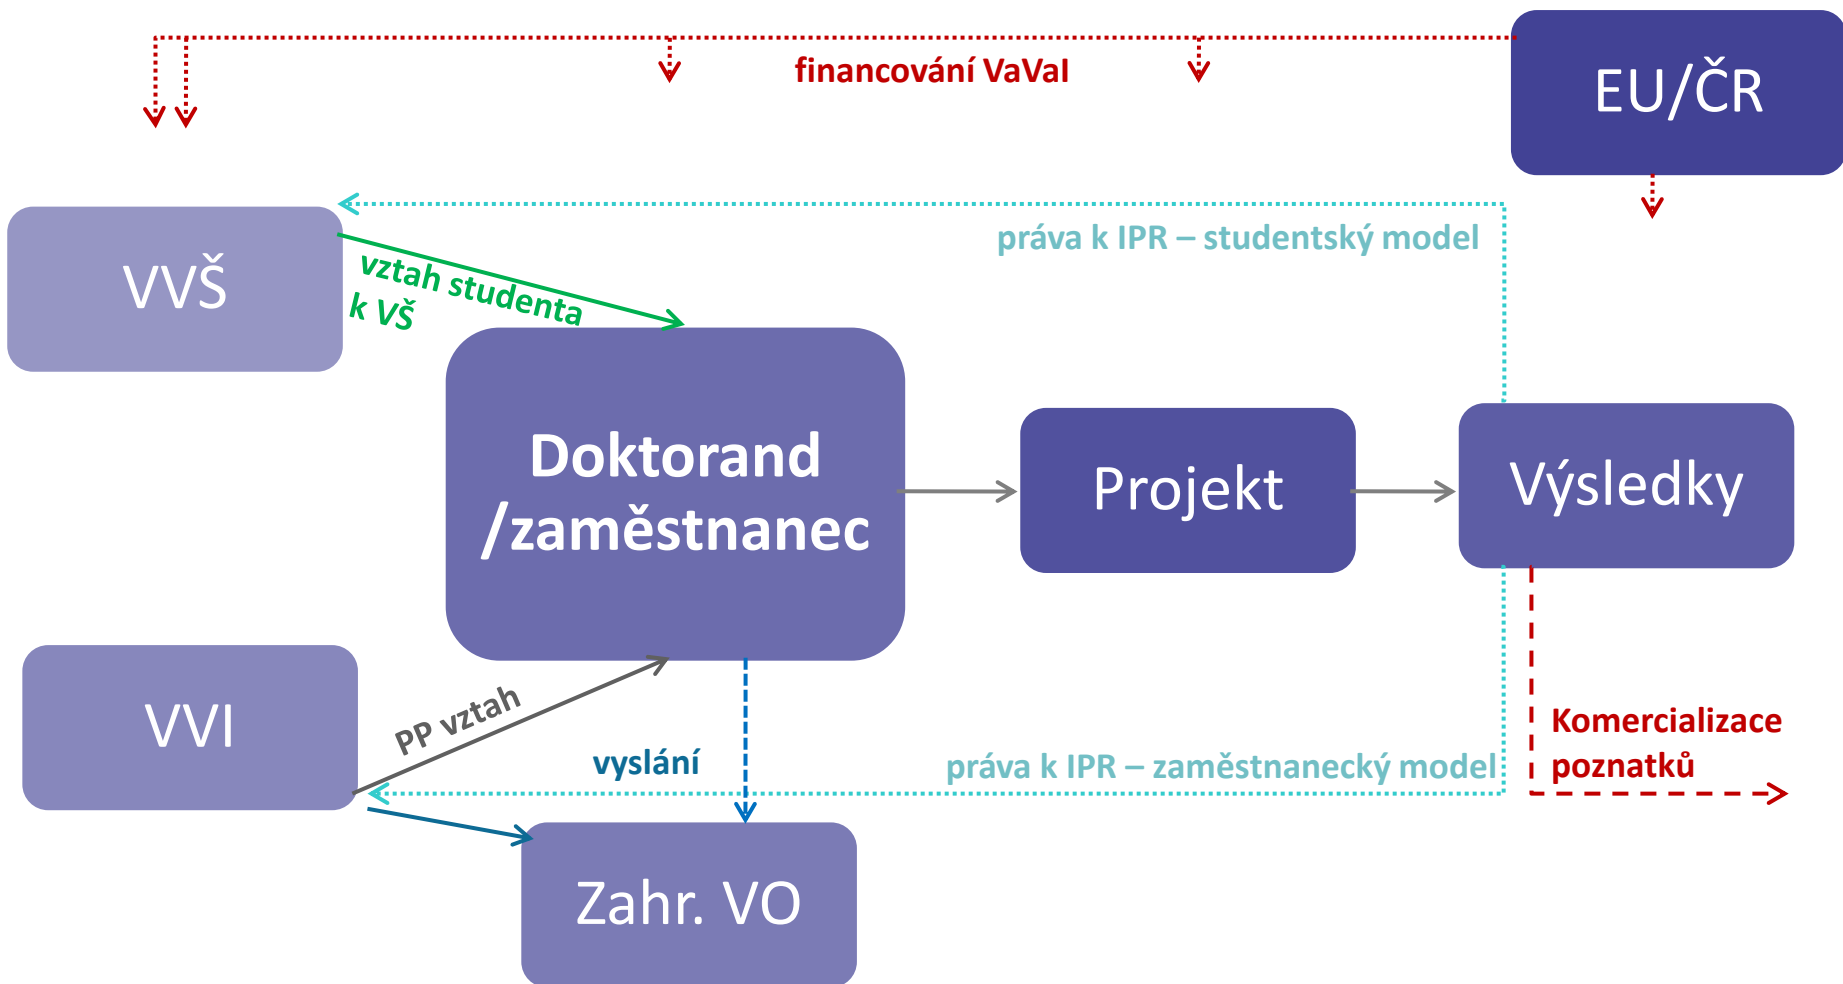 financování VaVaI
EU/ČR
práva k IPR – studentský model
VVŠ
vztah studenta
k VŠ
Doktorand
/zaměstnanec
Projekt
Výsledky
VVI
PP vztah
vyslání
práva k IPR – zaměstnanecký model
Komercializace
poznatků
Zahr. VO